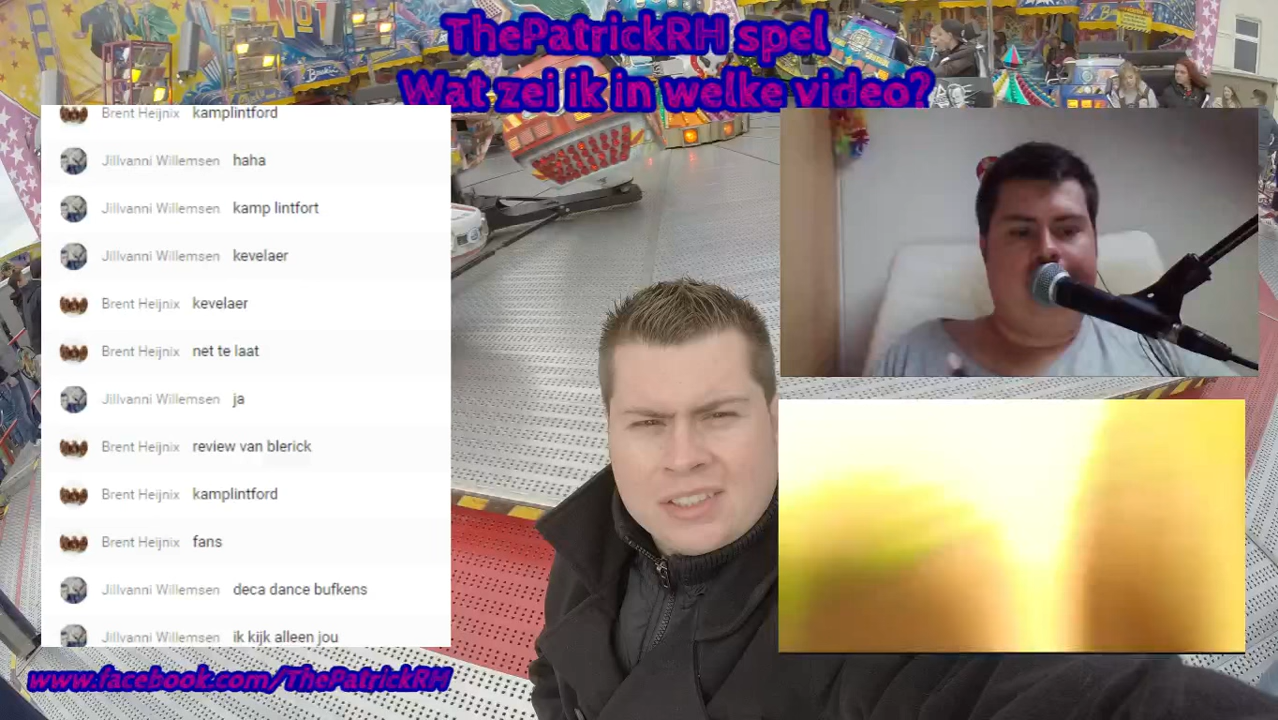 No1
ThePatrickRH spel
Wat zei ik in welke video?
Brent Heijnix kamplintford
Jillvanni Willemsen haha
Jillvanni Willemsen kamp lintfort
Jillvanni Willemsen kevelaer
Brent Heijnix kevelaer
Brent Heijnix net te laat
Jillvanni Willemsen ja
Brent Heijnix review van blerick
Brent Heijnix kamplintford
Brent Heijnix fans
Jillvanni Willemsen deca dance bufkens
Jillvanni Willemsen ik kijk alleen jou
www.facebook.com/ThePatrickRH